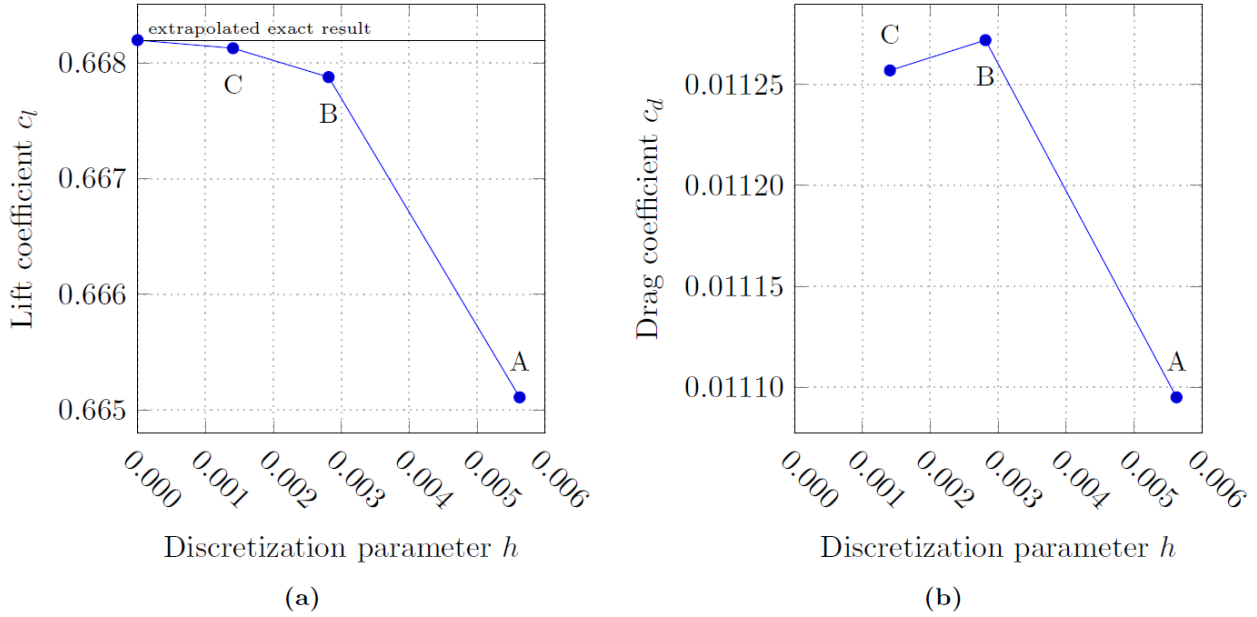 extrapolated exact result
0.668
0.667
0.666
0.665
C
B
A
Lift coefficient c_l
0.000
0.001
0.002
0.003
0.004
0.005
0.006
Discretization parameter h
(a)
0.01125
0.01120
0.01115
0.01110
C
B
A
Drag coefficient c_d
0.000
0.001
0.002
0.003
0.004
0.005
0.006
Discretization parameter h
(b)